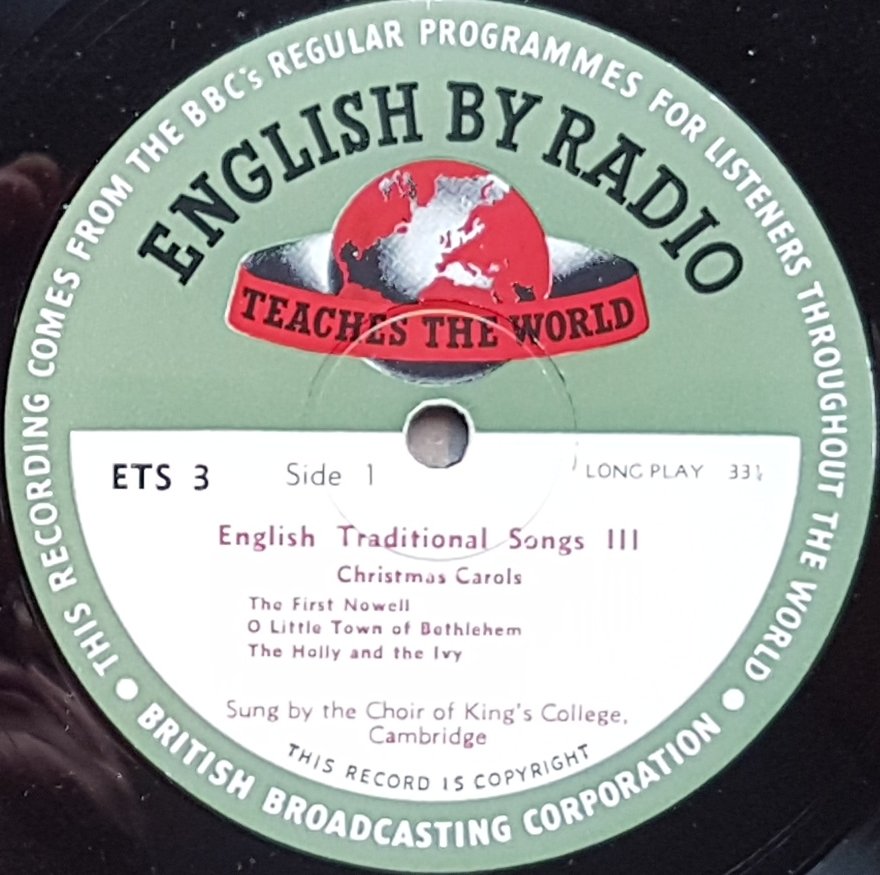 THIS RECORDING COMES FROM THE BBC's REGULAR PROGRAMMES FOR LISTENERS THROUGHOUT THE WORLD
ENGLISH BY RADIO
TEACHES THE WORLD
ETS 3 Side 1 LONG PLAY 33⅓
English Traditional Songs III
Christmas Carols
The First Nowell
O Little Town of Bethlehem
The Holly and the Ivy
Sung by the Choir of King's College,
Cambridge
THIS RECORD IS COPYRIGHT
BRITISH BROADCASTING CORPORATION